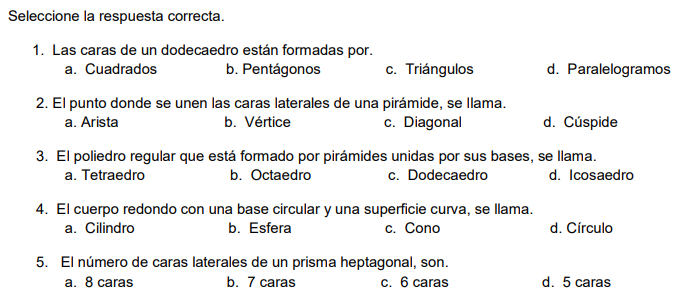 Seleccione la respuesta correcta.
1. Las caras de un dodecaedro están formadas por.
a. Cuadrados b. Pentágonos c. Triángulos d. Paralelogramos
2. El punto donde se unen las caras laterales de una pirámide, se llama.
a. Arista b. Vértice c. Diagonal d. Cúspide
3. El poliedro regular que está formado por pirámides unidas por sus bases, se llama.
a. Tetraedro b. Octaedro c. Dodecaedro d. Icosaedro
4. El cuerpo redondo con una base circular y una superficie curva, se llama.
a. Cilindro b. Esfera c. Cono d. Círculo
5. El número de caras laterales de un prisma heptagonal, son.
a. 8 caras b. 7 caras c. 6 caras d. 5 caras